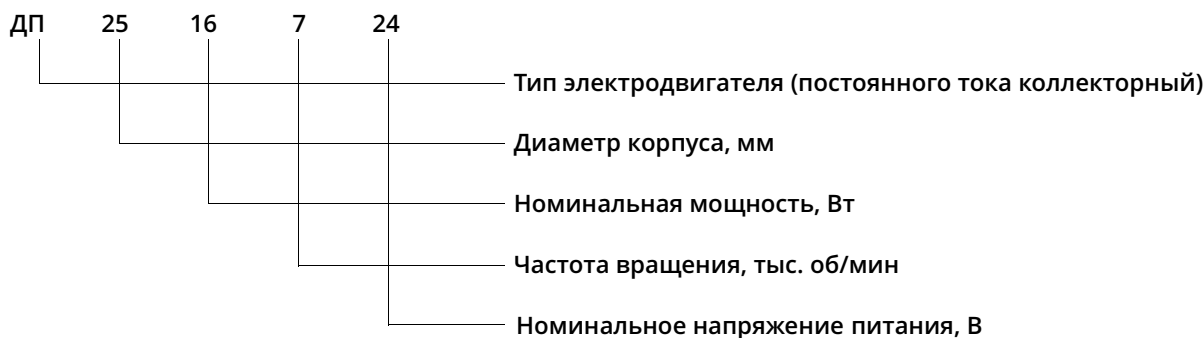 ДП 25 16 7 24
Тип электродвигателя (постоянного тока коллекторный)
Диаметр корпуса, мм
Номинальная мощность, Вт
Частота вращения, тыс. об/мин
Номинальное напряжение питания, В